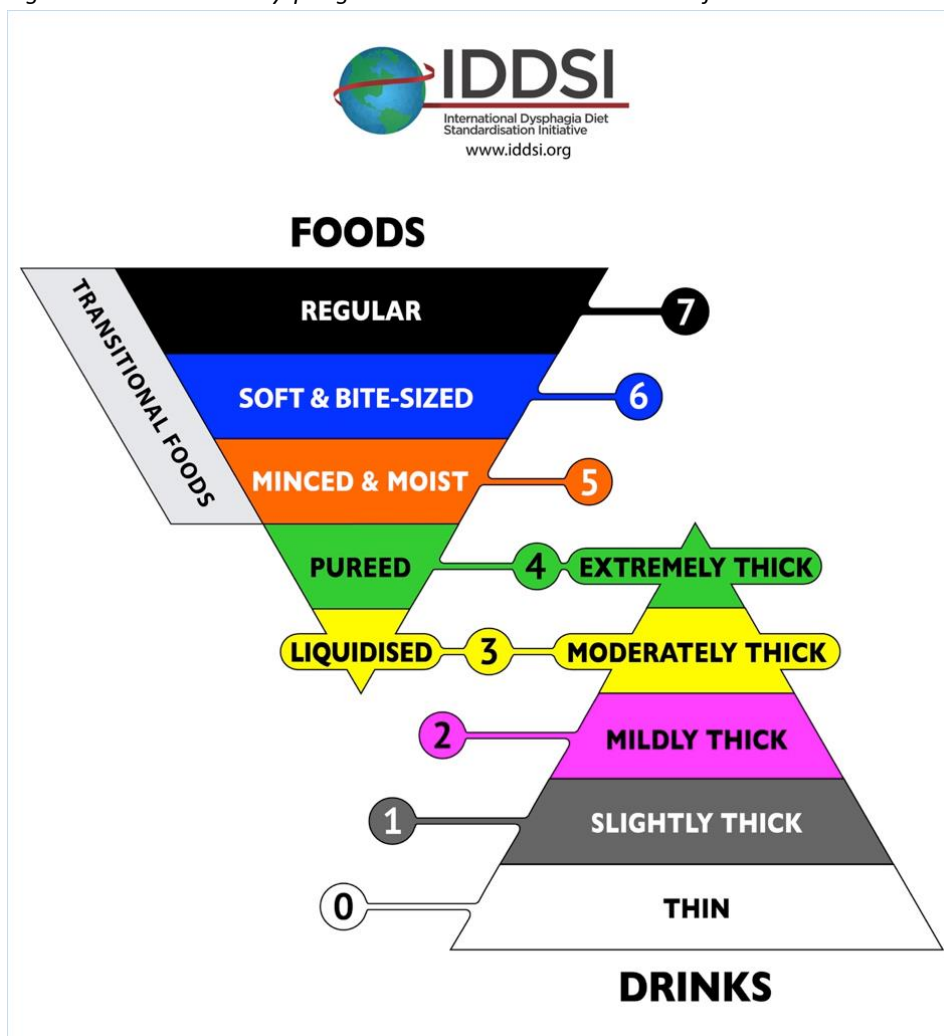 IDDSI
International Dysphagia Diet
Standardisation Initiative
www.iddsi.org
FOODS
TRANSITIONAL FOODS
REGULAR
7
SOFT & BITE-SIZED
6
MINCED & MOIST
5
PUREED
4
EXTREMELY THICK
LIQUIDISED
3
MODERATELY THICK
2
MILDLY THICK
1
SLIGHTLY THICK
0
THIN
DRINKS